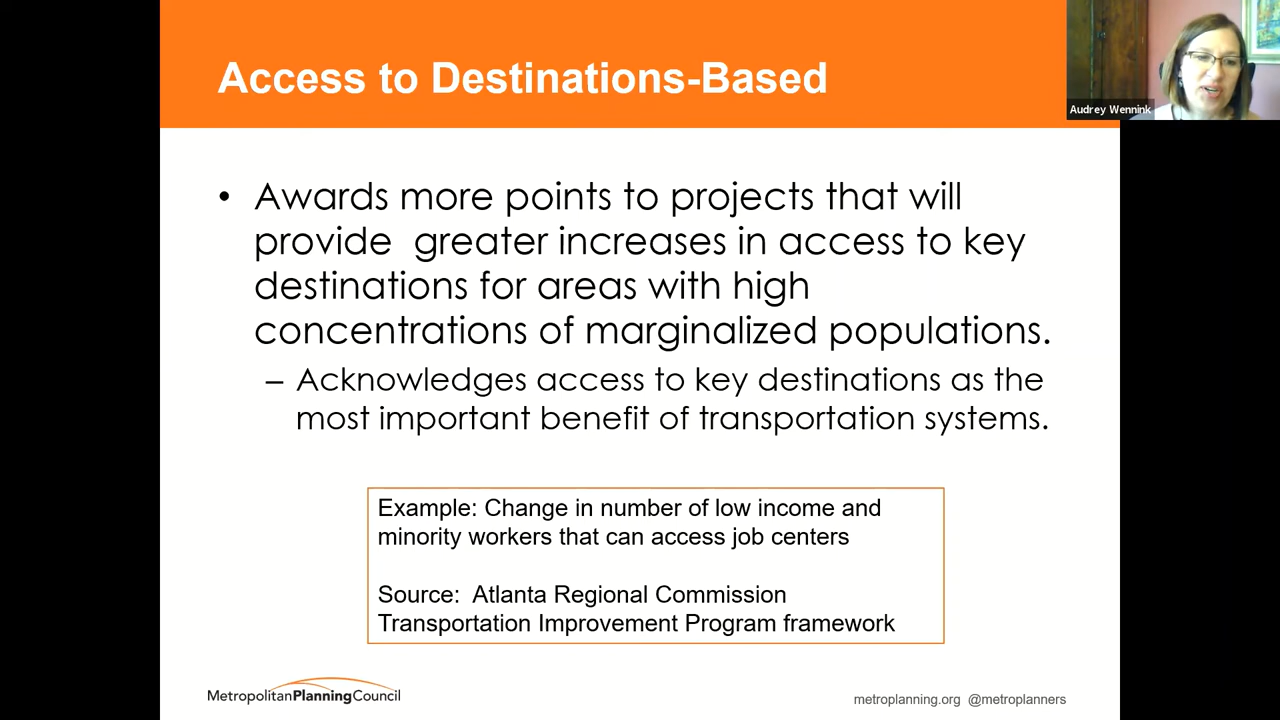 Access to Destinations-Based
Audrey Wennink
• Awards more points to projects that will
provide  greater increases in access to key
destinations for areas with high
concentrations of marginalized populations.
– Acknowledges access to key destinations as the
most important benefit of transportation systems.
Example: Change in number of low income and
minority workers that can access job centers
Source:  Atlanta Regional Commission
Transportation Improvement Program framework
MetropolitanPlanningCouncil
metroplanning.org  @metroplanners